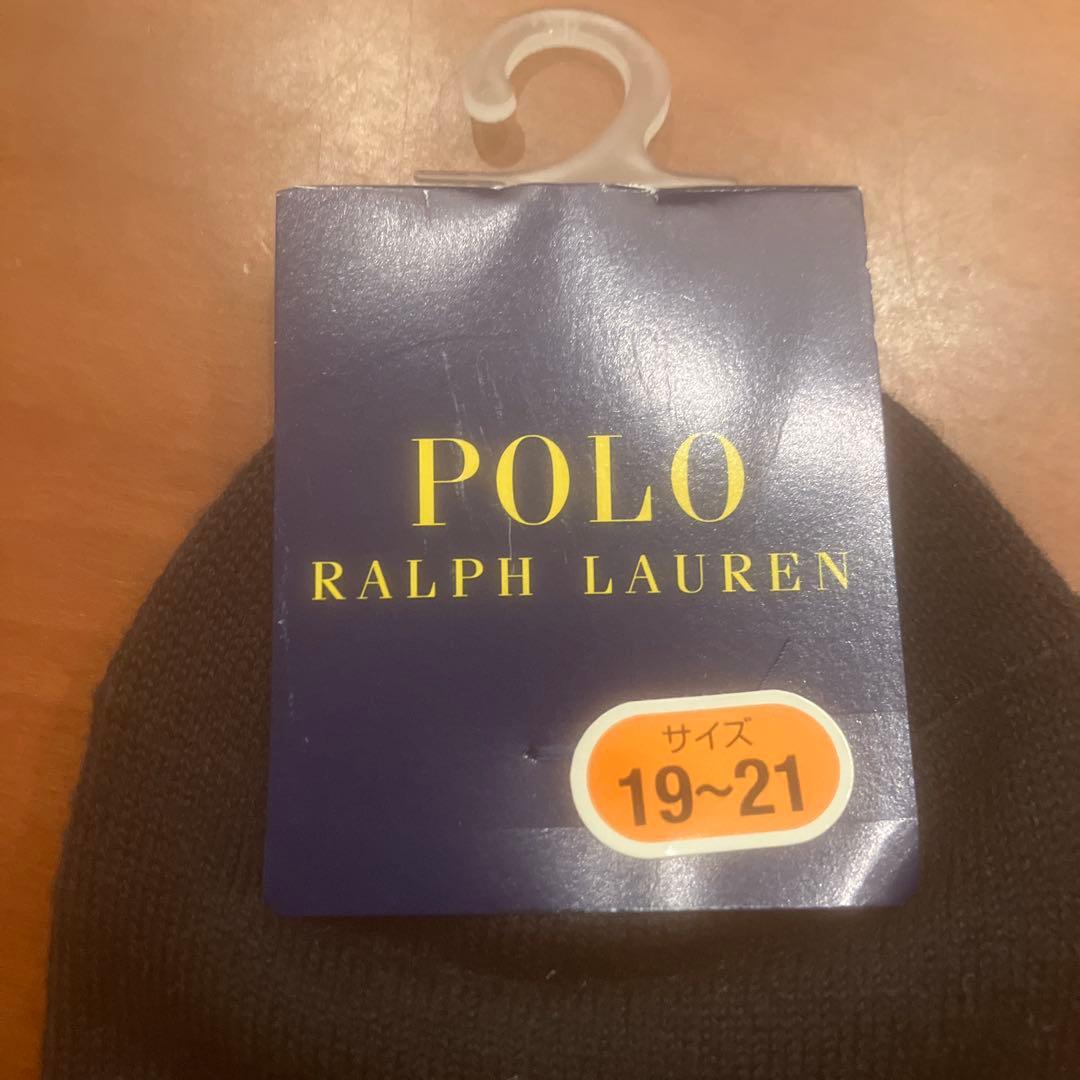 POLO
RALPH LAUREN
サイズ
19~21